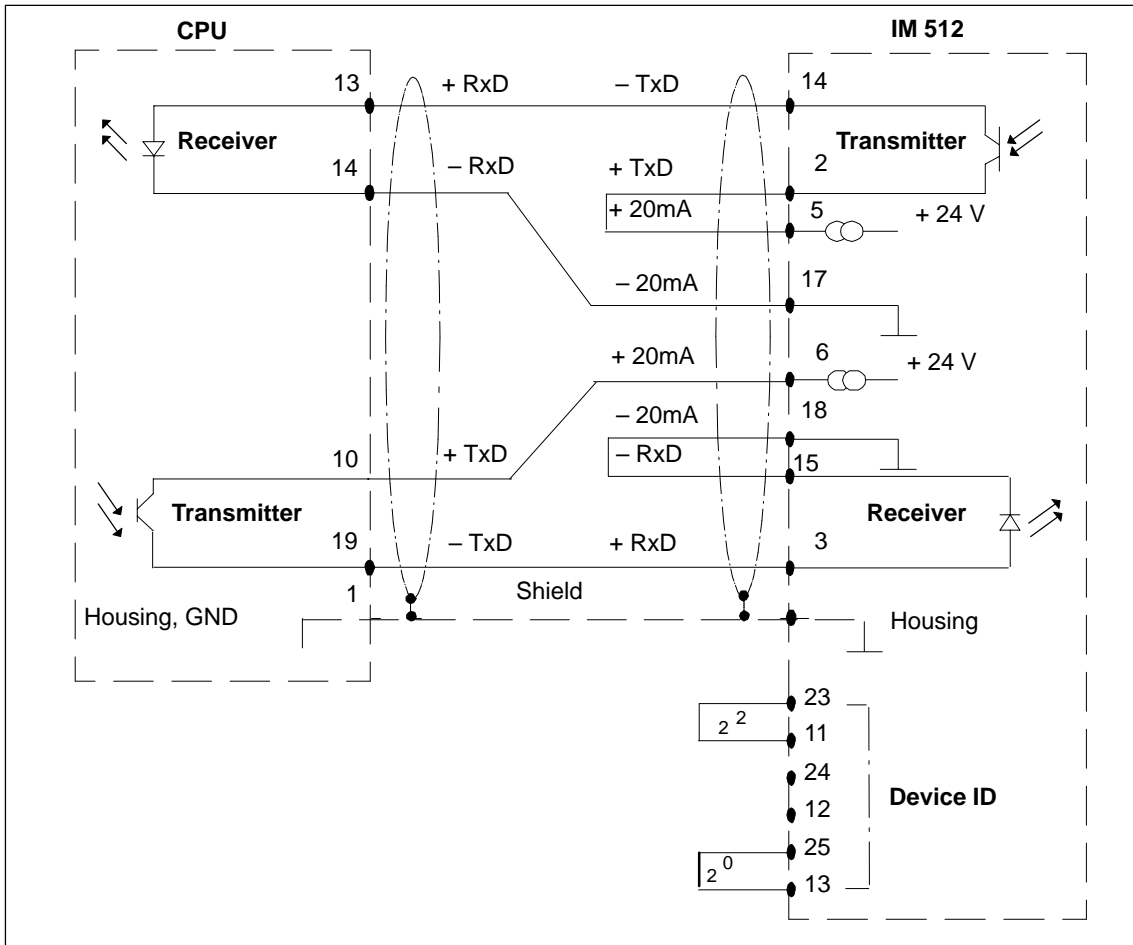 CPU IM 512
13 + RxD – TxD 14
Receiver Transmitter
14 – RxD + TxD 2
+ 20mA 5 + 24 V
– 20mA 17
+ 20mA 6 + 24 V
– 20mA 18
10 + TxD – RxD 15
Transmitter Receiver
19 – TxD + RxD 3
1 Shield
Housing, GND Housing
23
2 2
11
24
Device ID
12
25
2 0
13